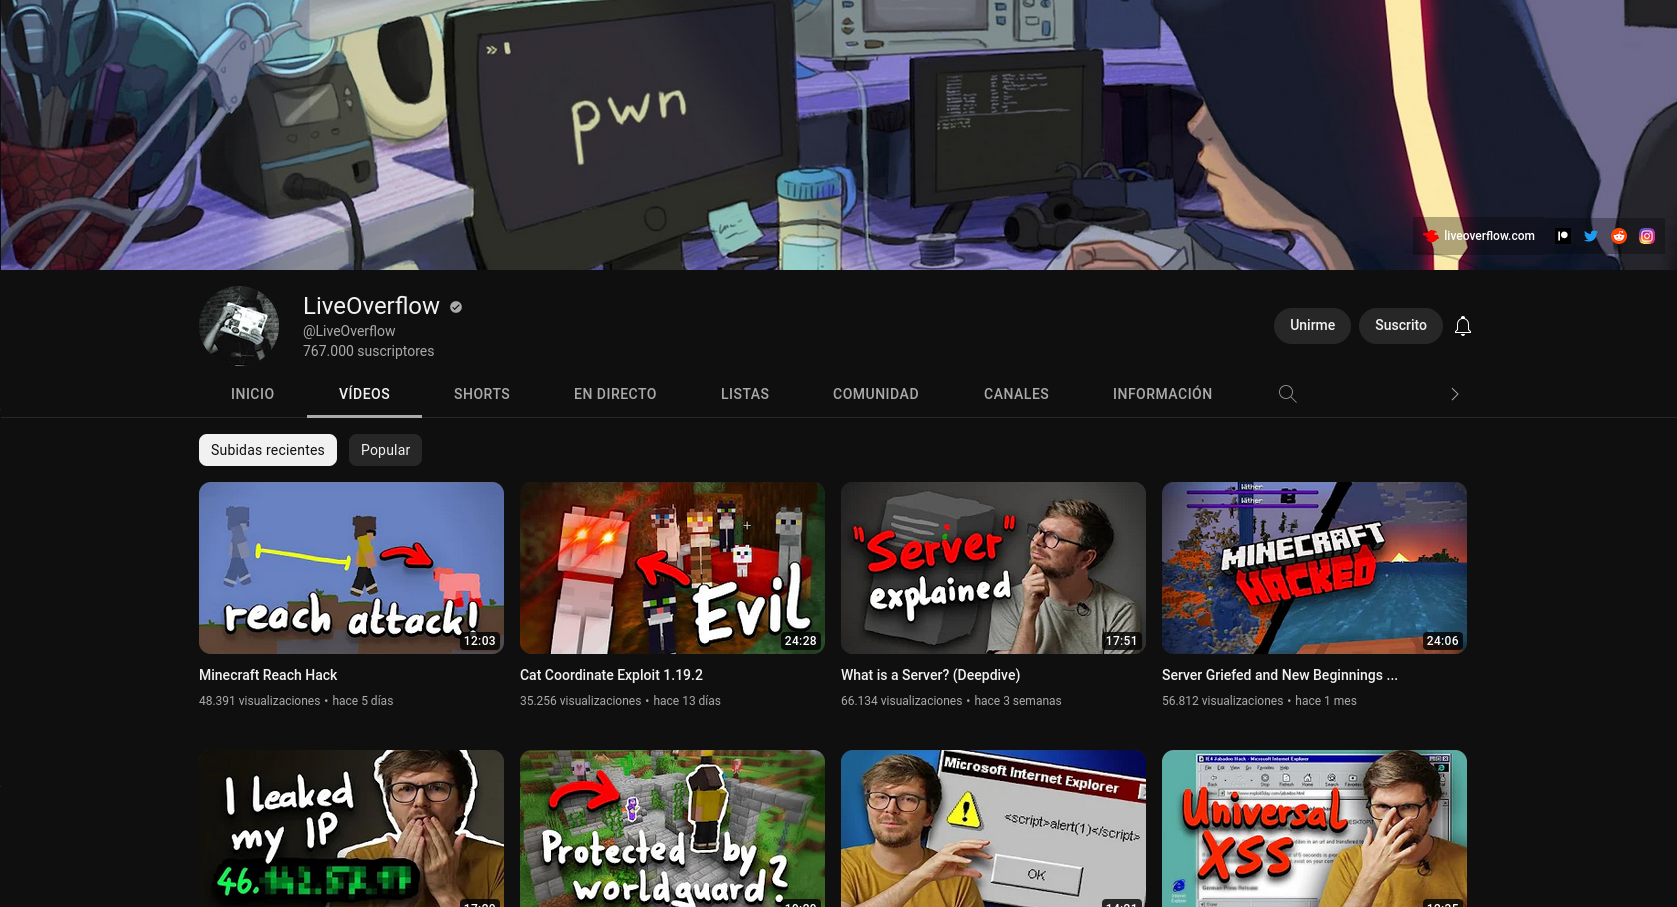 » 
pwn
liveoverflow.com
LiveOverflow
@LiveOverflow
767.000 suscriptores
Unirme
Suscrito
INICIO
VÍDEOS
SHORTS
EN DIRECTO
LISTAS
COMUNIDAD
CANALES
INFORMACIÓN
Subidas recientes
Popular
reach attack!
12:03
Evil
24:28
"Server"
explained
17:51
Wither
Wither
MINECRAFT
HACKED
24:06
Minecraft Reach Hack
Cat Coordinate Exploit 1.19.2
What is a Server? (Deepdive)
Server Griefed and New Beginnings ...
48.391 visualizaciones • hace 5 días
35.256 visualizaciones • hace 13 días
66.134 visualizaciones • hace 3 semanas
56.812 visualizaciones • hace 1 mes
I leaked
my IP
46.
Protected by
worldguard?
Microsoft Internet Explorer
<script>alert(1)</script>
OK
Universal
XSS